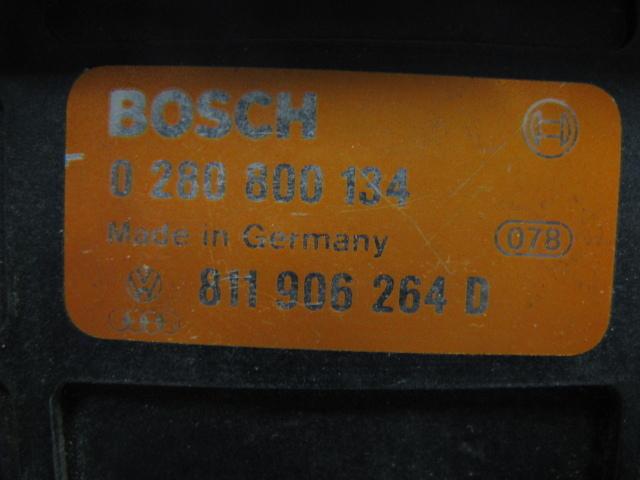 BOSCH
0 280 800 134
Made in Germany
078
811 906 264 D